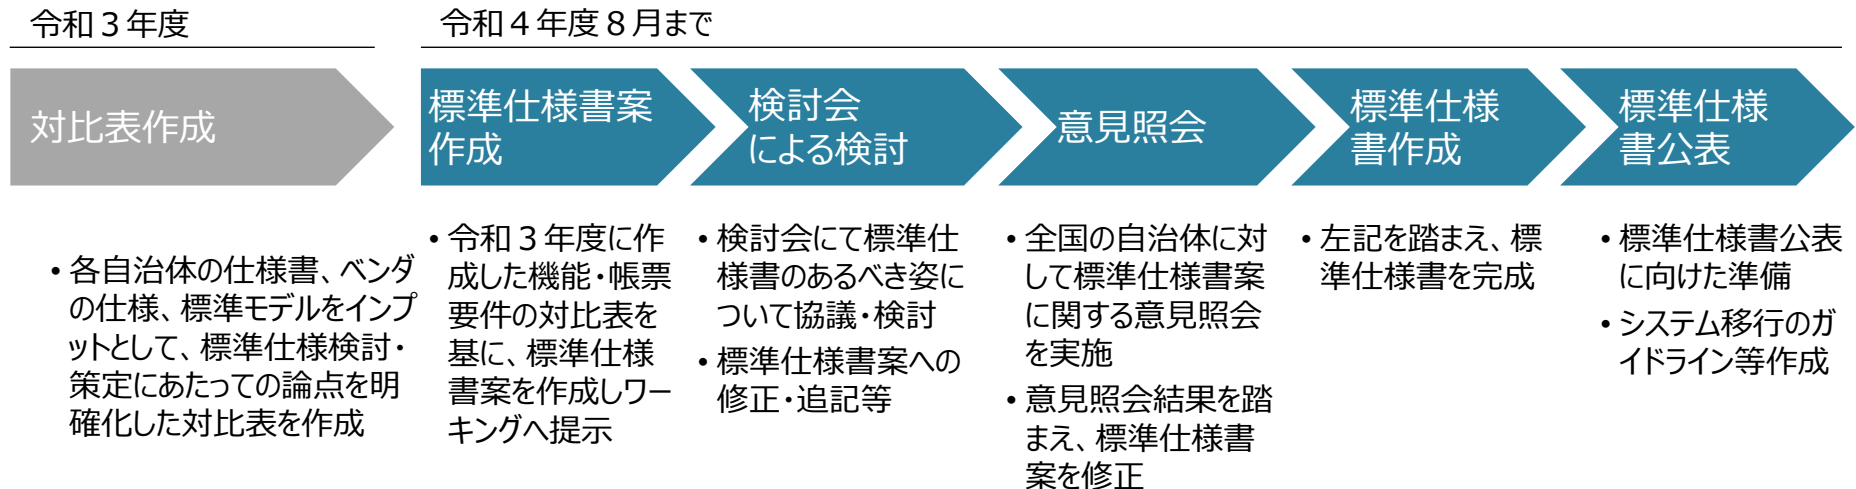 令和３年度
令和４年度８月まで
対比表作成
標準仕様書案
作成
検討会
による検討
意見照会
標準仕様
書作成
標準仕様
書公表
• 各自治体の仕様書、ベンダ
の仕様、標準モデルをインプ
ットとして、標準仕様検討・
策定にあたっての論点を明
確化した対比表を作成
• 令和３年度に作
成した機能・帳票
要件の対比表を
基に、標準仕様
書案を作成しワー
キングへ提示
• 検討会にて標準仕
様書のあるべき姿に
ついて協議・検討
• 標準仕様書案への
修正・追記等
• 全国の自治体に対
して標準仕様書案
に関する意見照会
を実施
• 意見照会結果を踏
まえ、標準仕様書
案を修正
• 左記を踏まえ、標
準仕様書を完成
• 標準仕様書公表
に向けた準備
• システム移行のガ
イドライン等作成